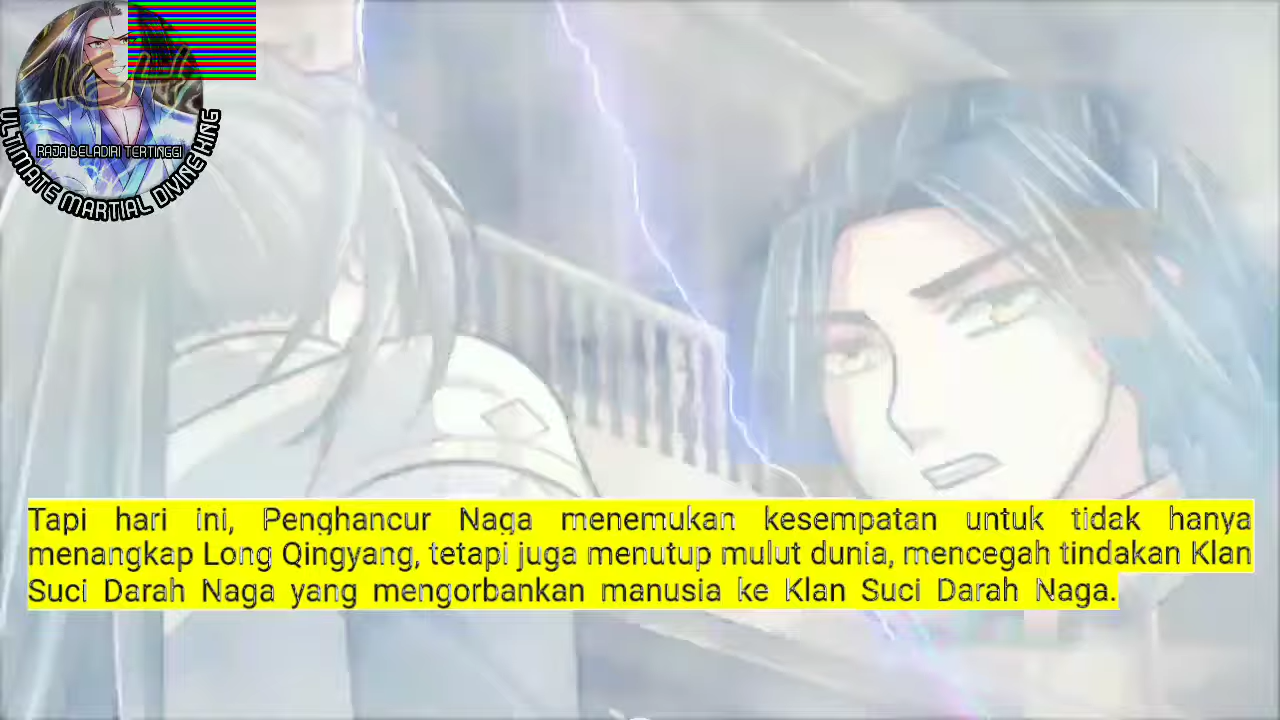 RAJA BELADIRI TERTINGGI
ULTIMATE MARTIAL DIVINE KING
Tapi hari ini, Penghancur Naga menemukan kesempatan untuk tidak hanya
menangkap Long Qingyang, tetapi juga menutup mulut dunia, mencegah tindakan Klan
Suci Darah Naga yang mengorbankan manusia ke Klan Suci Darah Naga.